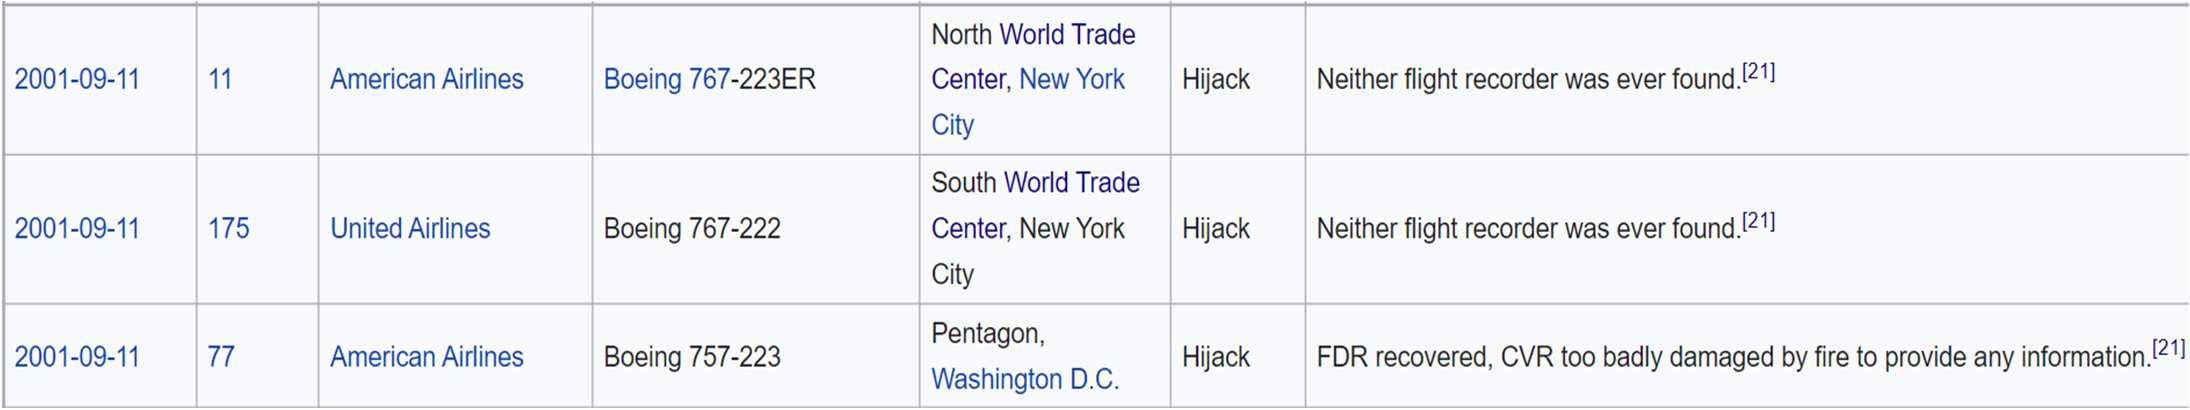 2001-09-11 11 American Airlines Boeing 767-223ER North World Trade Center, New York City Hijack Neither flight recorder was ever found.[21]
2001-09-11 175 United Airlines Boeing 767-222 South World Trade Center, New York City Hijack Neither flight recorder was ever found.[21]
2001-09-11 77 American Airlines Boeing 757-223 Pentagon, Washington D.C. Hijack FDR recovered, CVR too badly damaged by fire to provide any information.[21]